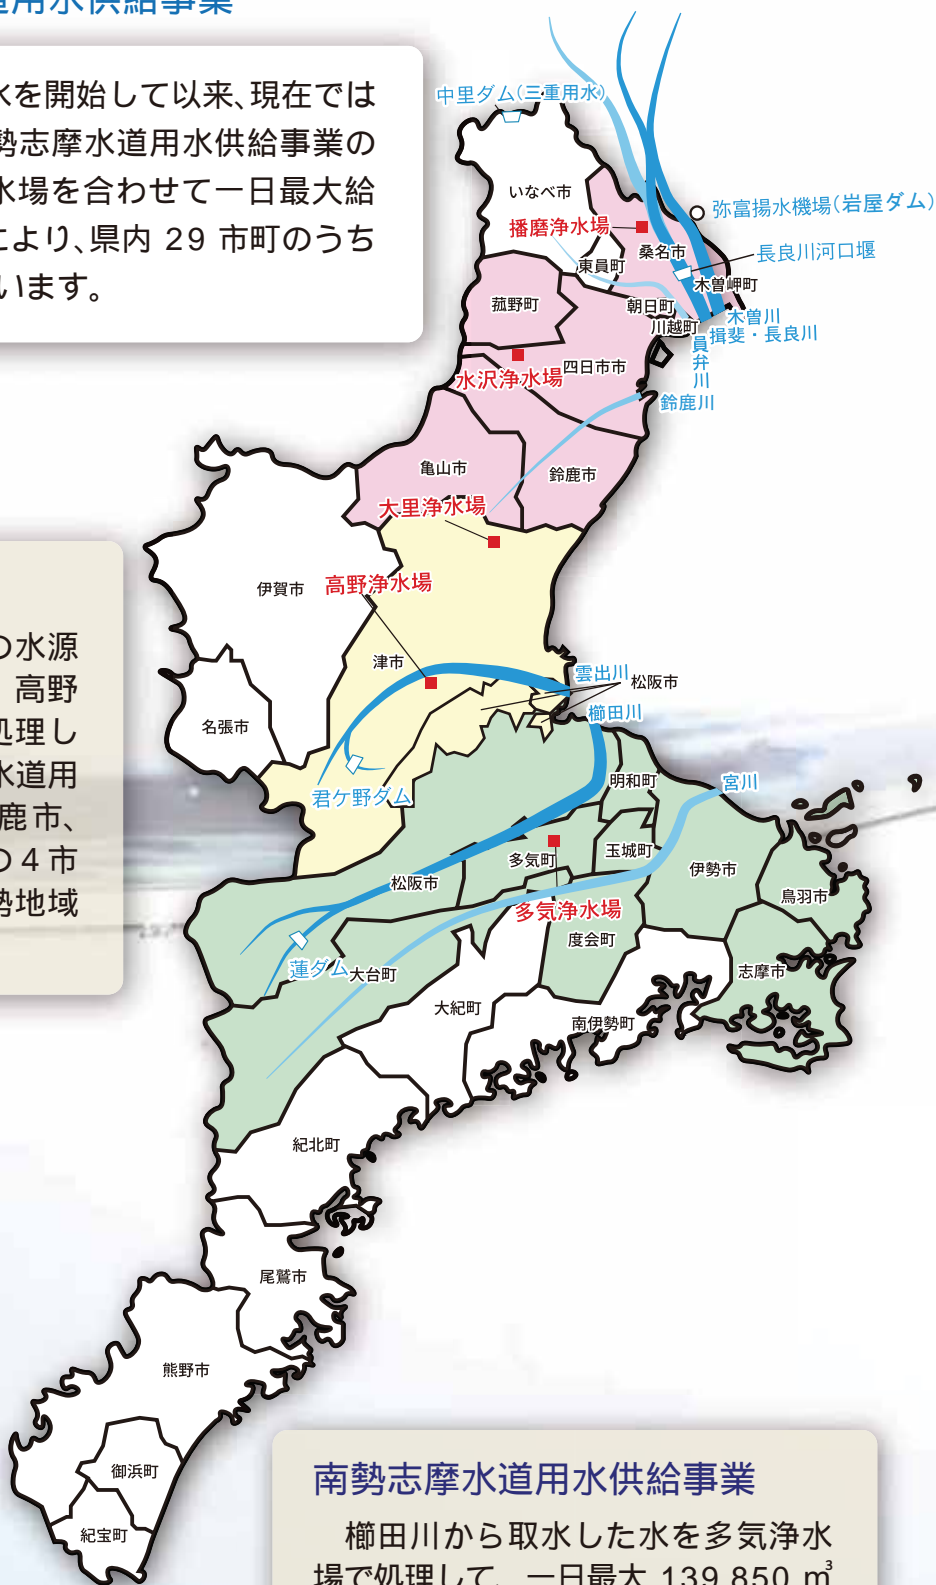 道用水供給事業
水を開始して以来、現在では
勢志摩水道用水供給事業の
水場を合わせて一日最大給
により、県内 29 市町のうち
います。
中里ダム(三重用水)
いなべ市
播磨浄水場
弥富揚水機場(岩屋ダム)
桑名市
長良川河口堰
東員町
木曽岬町
菰野町
朝日町
木曽川
川越町
揖斐・長良川
員弁川
水沢浄水場
四日市市
鈴鹿川
亀山市
鈴鹿市
大里浄水場
伊賀市
高野浄水場
の水源
高野
処理し
水道用
鹿市、
の4市
勢地域
津市
雲出川
松阪市
櫛田川
名張市
君ケ野ダム
明和町
宮川
多気町
玉城町
伊勢市
松阪市
鳥羽市
多気浄水場
度会町
蓮ダム
大台町
志摩市
大紀町
南伊勢町
紀北町
尾鷲市
熊野市
御浜町
紀宝町
南勢志摩水道用水供給事業
櫛田川から取水した水を多気浄水
場で処理して、一日最大 139,850 ㎥